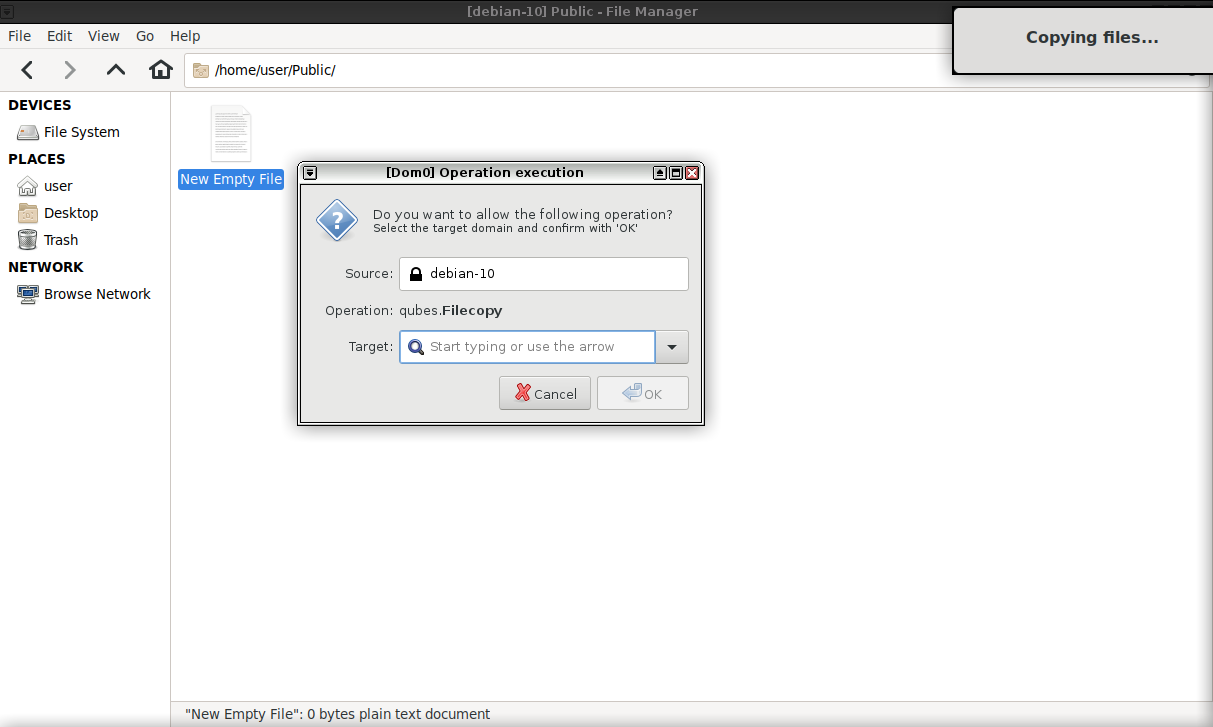 [debian-10] Public - File Manager
File Edit View Go Help
Copying files...
/home/user/Public/
DEVICES
File System
PLACES
user
Desktop
Trash
NETWORK
Browse Network
New Empty File
[Dom0] Operation execution
Do you want to allow the following operation?
Select the target domain and confirm with 'OK'
Source: debian-10
Operation: qubes.Filecopy
Target: Start typing or use the arrow
Cancel OK
"New Empty File": 0 bytes plain text document